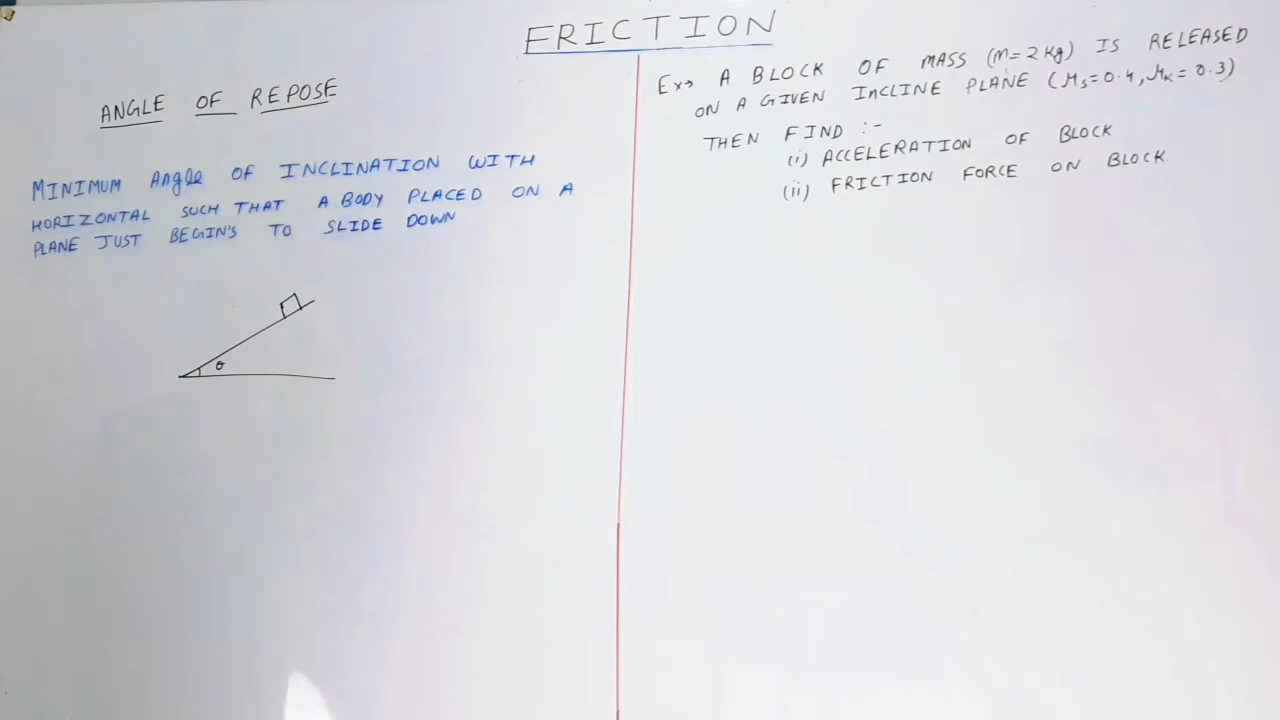 FRICTION
ANGLE OF REPOSE
MINIMUM Angle OF INCLINATION WITH
HORIZONTAL SUCH THAT A BODY PLACED ON A
PLANE JUST BEGIN'S TO SLIDE DOWN
θ
Ex→ A BLOCK OF MASS (m=2kg) IS RELEASED
ON A GIVEN INCLINE PLANE (μs=0.4, μk=0.3)
THEN FIND :-
(i) ACCELERATION OF BLOCK
(ii) FRICTION FORCE ON BLOCK.